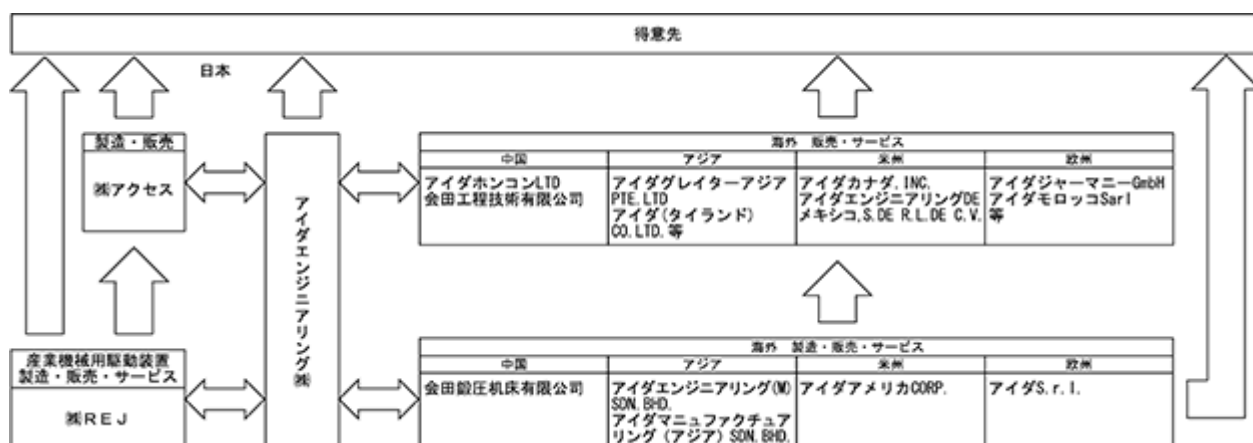 得意先
日本
製造・販売
㈱アクセス
アイダエンジニアリング㈱
海外 販売・サービス
中国
アジア
米州
欧州
アイダホンコンLTD
会田工程技術有限公司
アイダグレイターアジア
PTE.LTD
アイダ(タイランド)
CO.LTD.等
アイダカナダ,INC.
アイダエンジニアリングDE
メキシコ,S.DE R.L.DE C.V.
アイダジャーマニーGmbH
アイダモロッコSarl
等
産業機械用駆動装置
製造・販売・サービス
㈱REJ
海外 製造・販売・サービス
中国
アジア
米州
欧州
会田鍛圧机床有限公司
アイダエンジニアリング(M)
SDN.BHD.
アイダマニュファクチュア
リング(アジア)SDN.BHD.
アイダアメリカCORP.
アイダS.r.l.